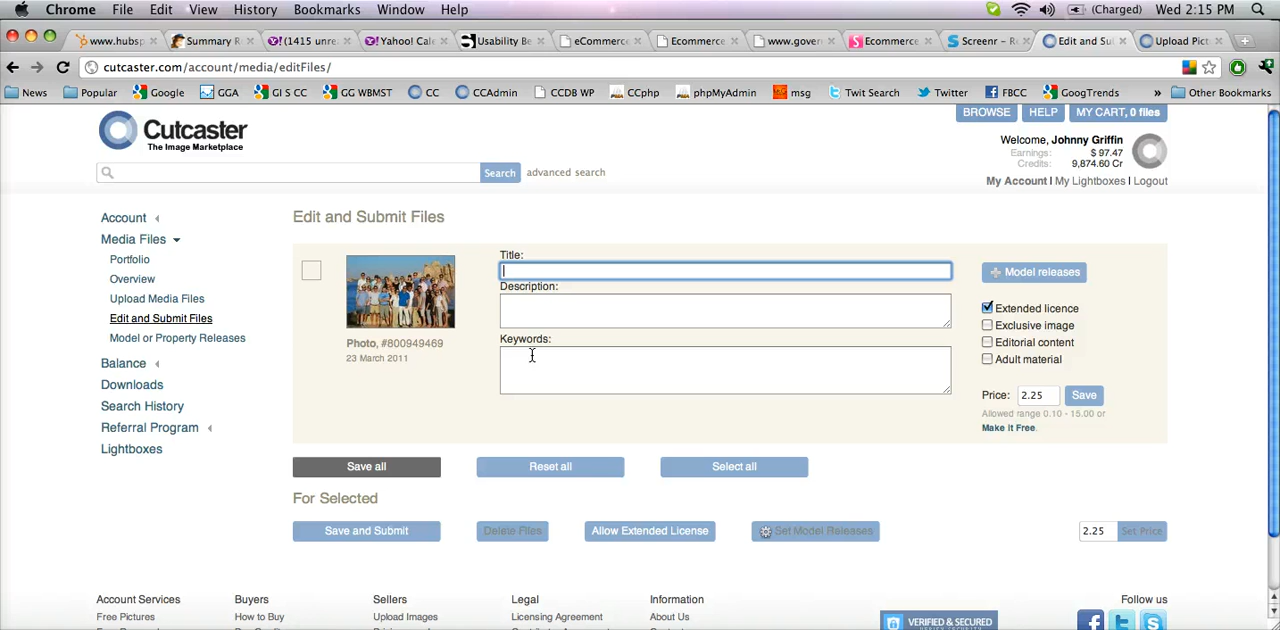 Chrome File Edit View History Bookmarks Window Help (Charged) Wed 2:15 PM
www.hubsp Summary R Y! (1415 unre Yahoo! Cale Usability Be eCommerce Ecommerce www.gover Ecommerce Screenr - R Edit and Su Upload Pict
cutcaster.com/account/media/editFiles/
News Popular Google GGA GI S CC GG WBMST CC CCAdmin CCDB WP CCphp phpMyAdmin msg Twit Search Twitter FBCC GoogTrends » Other Bookmarks
Cutcaster
The Image Marketplace
BROWSE HELP MY CART, 0 files
Welcome, Johnny Griffin
Earnings: $ 97.47
Credits: 9,874.60 Cr
My Account | My Lightboxes | Logout
Search advanced search
Account
Media Files
Portfolio
Overview
Upload Media Files
Edit and Submit Files
Model or Property Releases
Balance
Downloads
Search History
Referral Program
Lightboxes
Edit and Submit Files
Photo, #800949469
23 March 2011
Title:
Description:
Keywords:
Model releases
Extended licence
Exclusive image
Editorial content
Adult material
Price: 2.25 Save
Allowed range 0.10 - 15.00 or
Make it Free.
Save all Reset all Select all
For Selected
Save and Submit Delete Files Allow Extended License Set Model Releases 2.25 Set Price
Account Services Buyers Sellers Legal Information Follow us
Free Pictures How to Buy Upload Images Licensing Agreement About Us
VERIFIED & SECURED